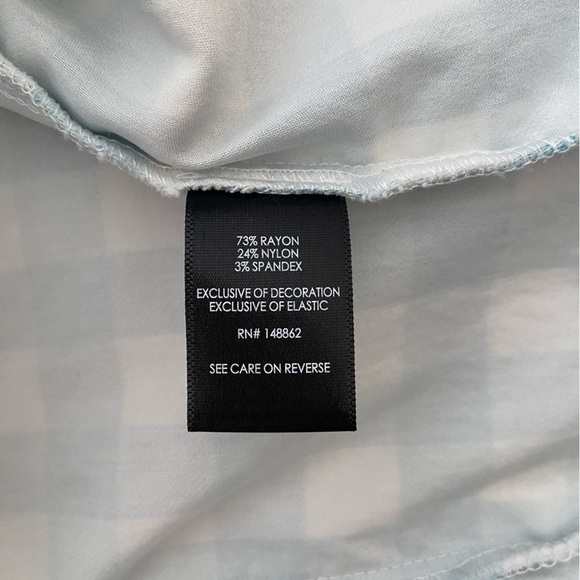 73% RAYON
24% NYLON
3% SPANDEX
EXCLUSIVE OF DECORATION
EXCLUSIVE OF ELASTIC
RN# 148862
SEE CARE ON REVERSE